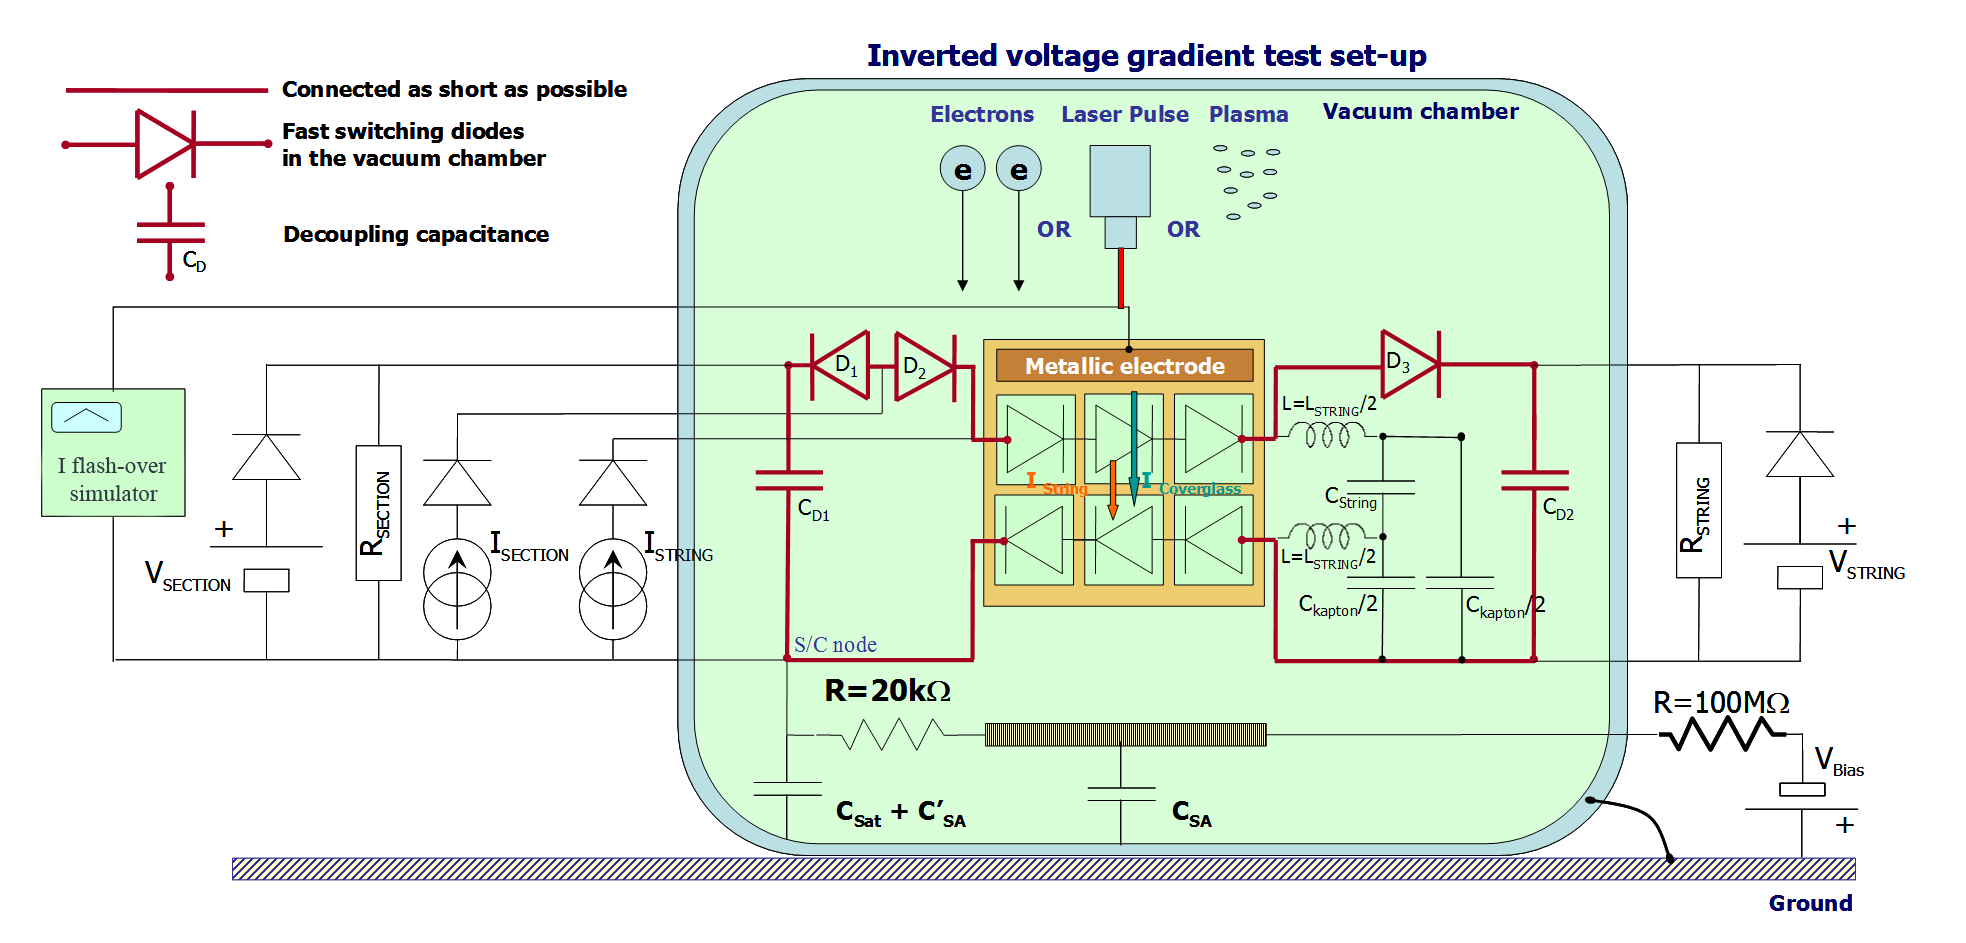 Inverted voltage gradient test set-up
Connected as short as possible
Fast switching diodes
in the vacuum chamber
Decoupling capacitance
CD
Electrons
Laser Pulse
Plasma
Vacuum chamber
e
e
OR
OR
D1
D2
Metallic electrode
D3
I flash-over
simulator
L=LSTRING/2
I String
I Coverglass
CString
CD1
CD2
RSECTION
RSTRING
+
VSECTION
ISECTION
ISTRING
L=LSTRING/2
+
VSTRING
Ckapton/2
Ckapton/2
S/C node
R=20kΩ
R=100MΩ
VBias
+
CSat + C’SA
CSA
Ground